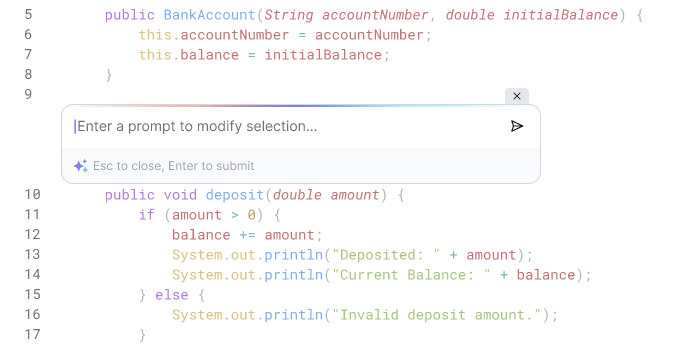 5 public BankAccount(String accountNumber, double initialBalance) {
6 this.accountNumber = accountNumber;
7 this.balance = initialBalance;
8 }
9
×
Enter a prompt to modify selection...
Esc to close, Enter to submit
10 public void deposit(double amount) {
11 if (amount > 0) {
12 balance += amount;
13 System.out.println("Deposited: " + amount);
14 System.out.println("Current Balance: " + balance);
15 } else {
16 System.out.println("Invalid deposit amount.");
17 }